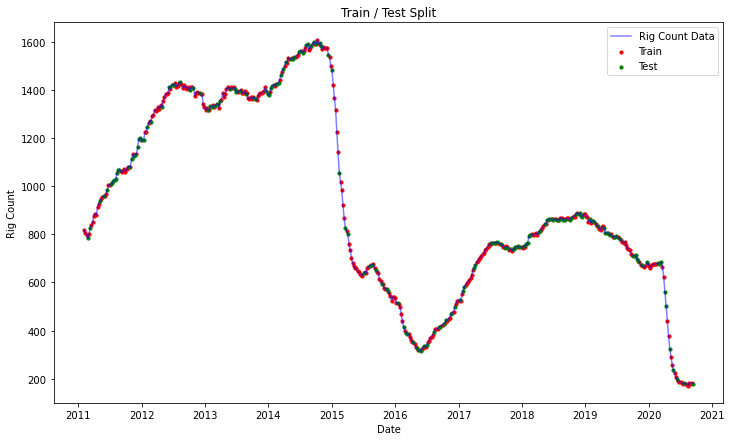 Train / Test Split
Rig Count Data
Train
Test
1600
1400
1200
1000
800
600
400
200
Rig Count
2011 2012 2013 2014 2015 2016 2017 2018 2019 2020 2021
Date